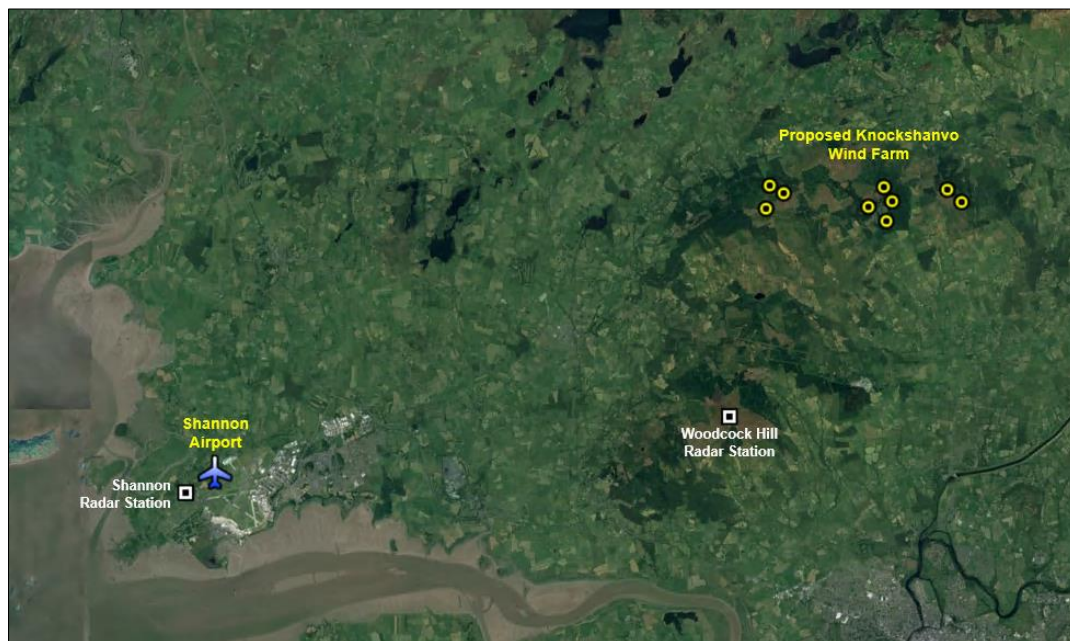 Proposed Knockshanvo
Wind Farm
Shannon
Airport
Woodcock Hill
Radar Station
Shannon
Radar Station